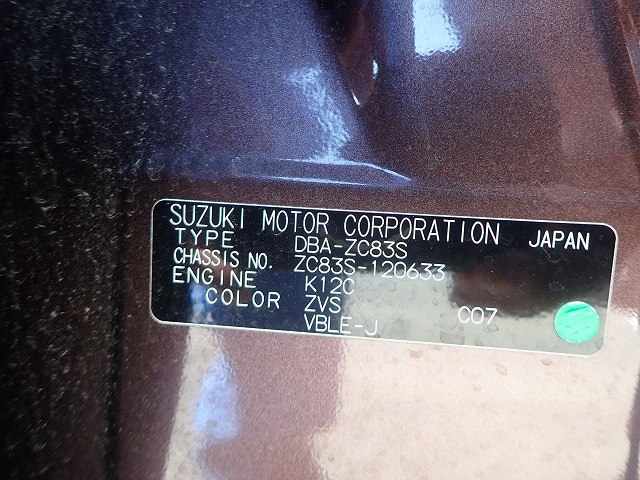 SUZUKI MOTOR CORPORATION JAPAN
TYPE DBA-ZC83S
CHASSIS NO. ZC83S-120633
ENGINE K12C
COLOR ZVS C07
VBLE-J